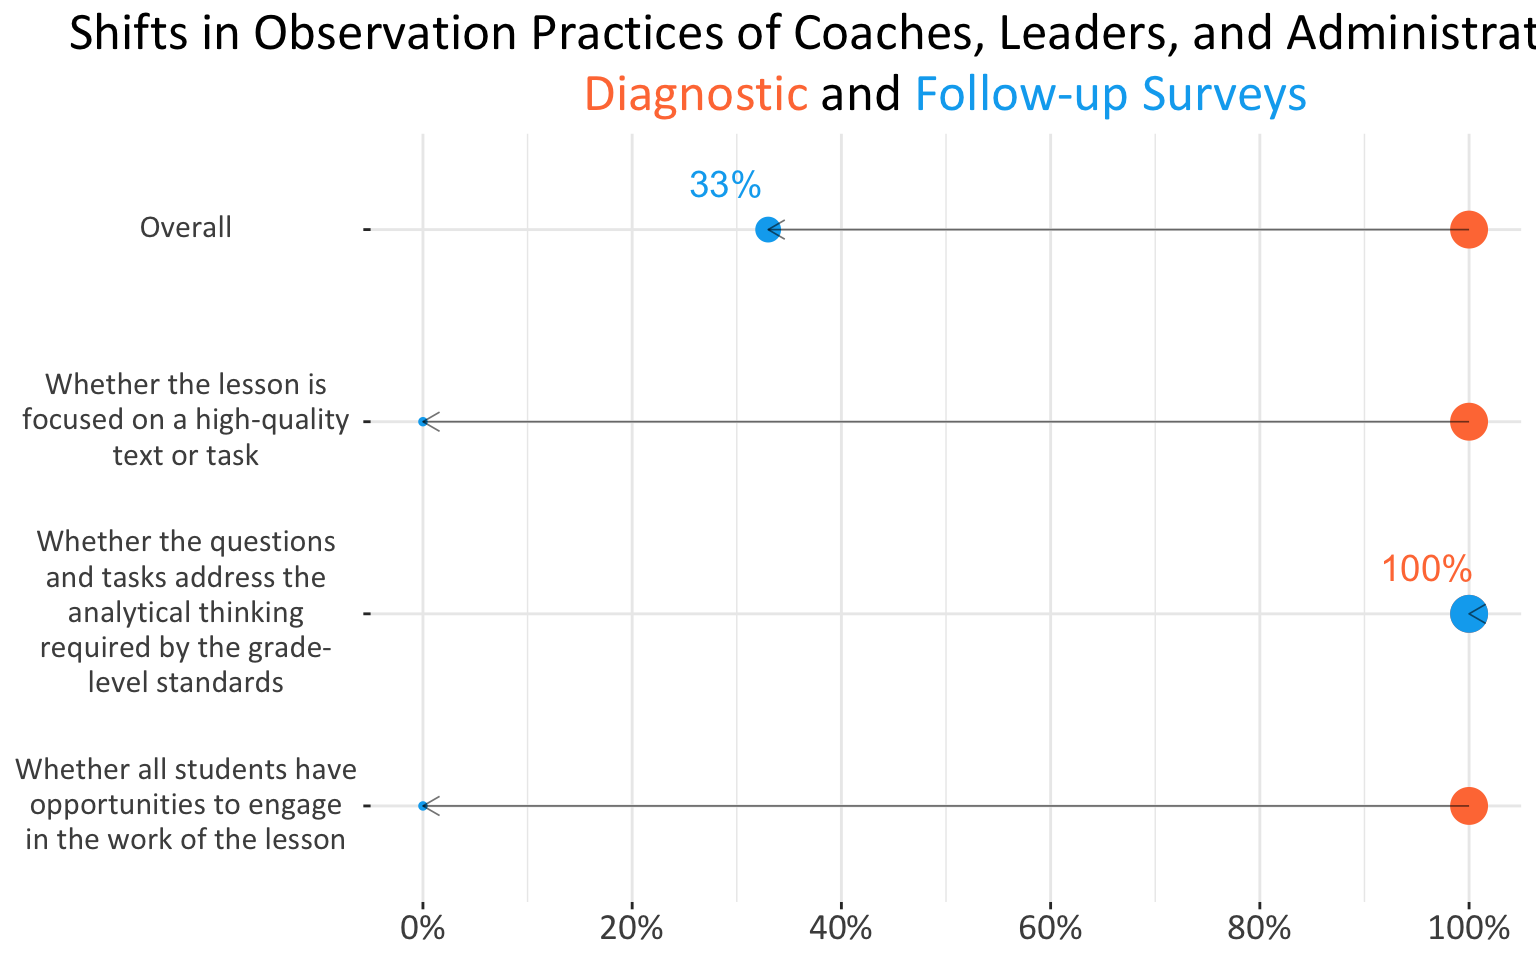 Shifts in Observation Practices of Coaches, Leaders, and Administrat
Diagnostic and Follow-up Surveys
33%
Overall
Whether the lesson is
focused on a high-quality
text or task
Whether the questions
and tasks address the
analytical thinking
required by the grade-
level standards
100%
Whether all students have
opportunities to engage
in the work of the lesson
0% 20% 40% 60% 80% 100%